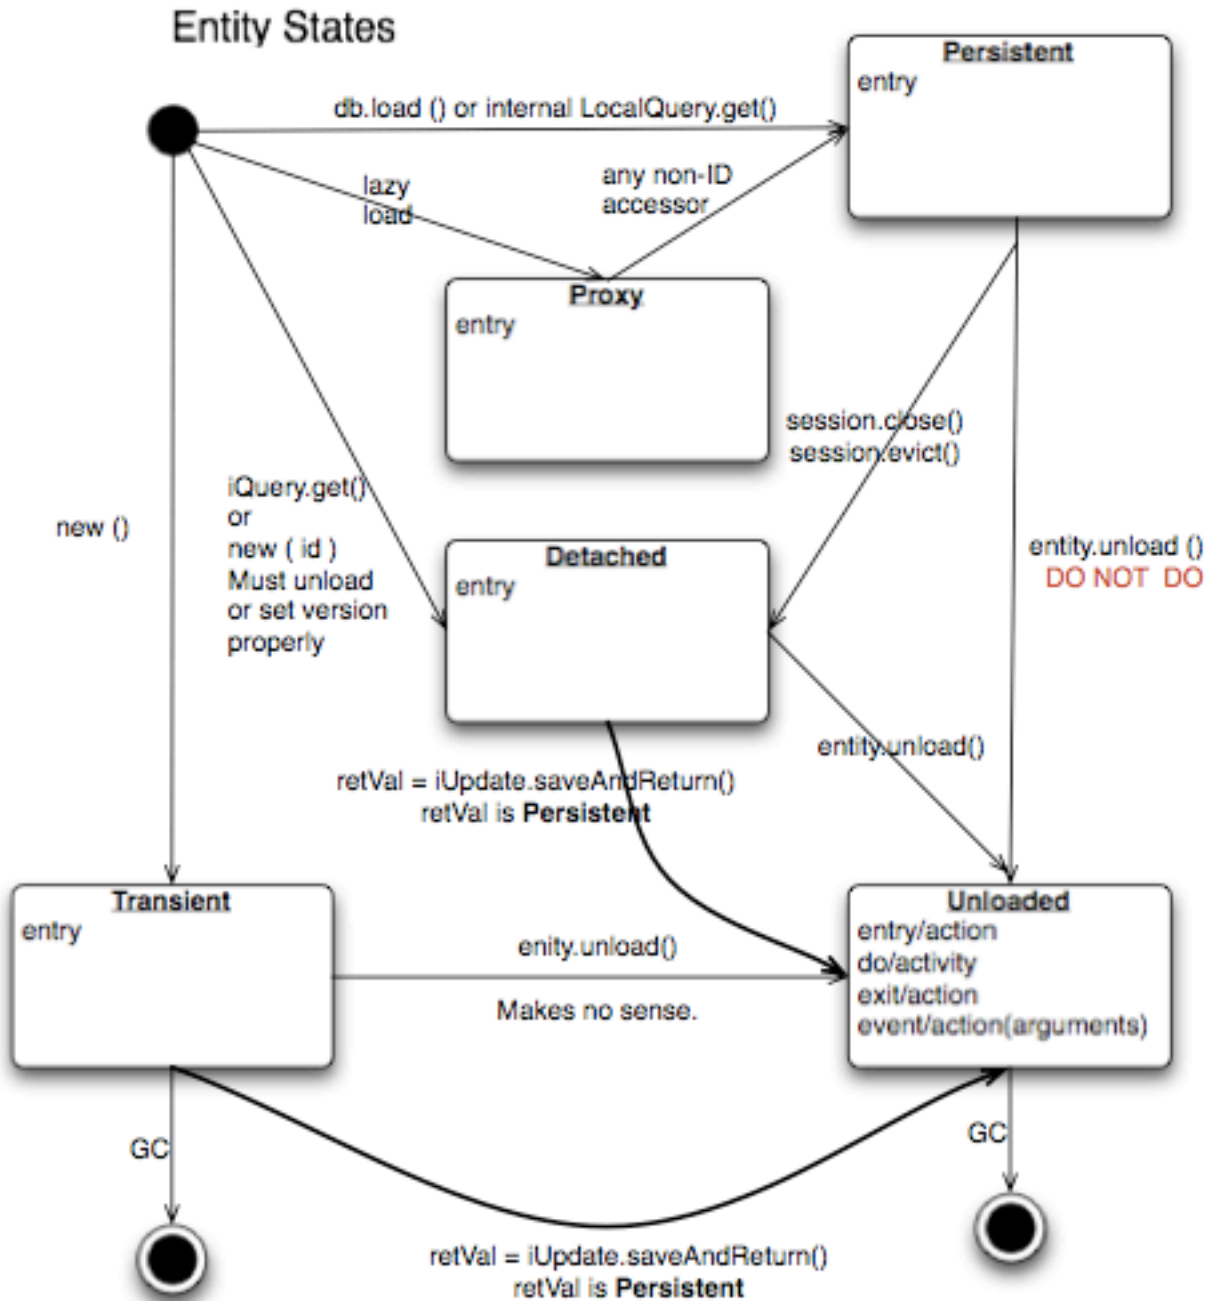 Entity States
Persistent
entry
db.load () or internal LocalQuery.get()
lazy
load
any non-ID
accessor
Proxy
entry
session.close()
session.evict()
iQuery.get()
or
new ( id )
Must unload
or set version
properly
new ()
Detached
entry
entity.unload ()
DO NOT  DO
entity.unload()
retVal = iUpdate.saveAndReturn()
retVal is Persistent
Transient
entry
enity.unload()
Makes no sense.
Unloaded
entry/action
do/activity
exit/action
event/action(arguments)
GC
GC
retVal = iUpdate.saveAndReturn()
retVal is Persistent